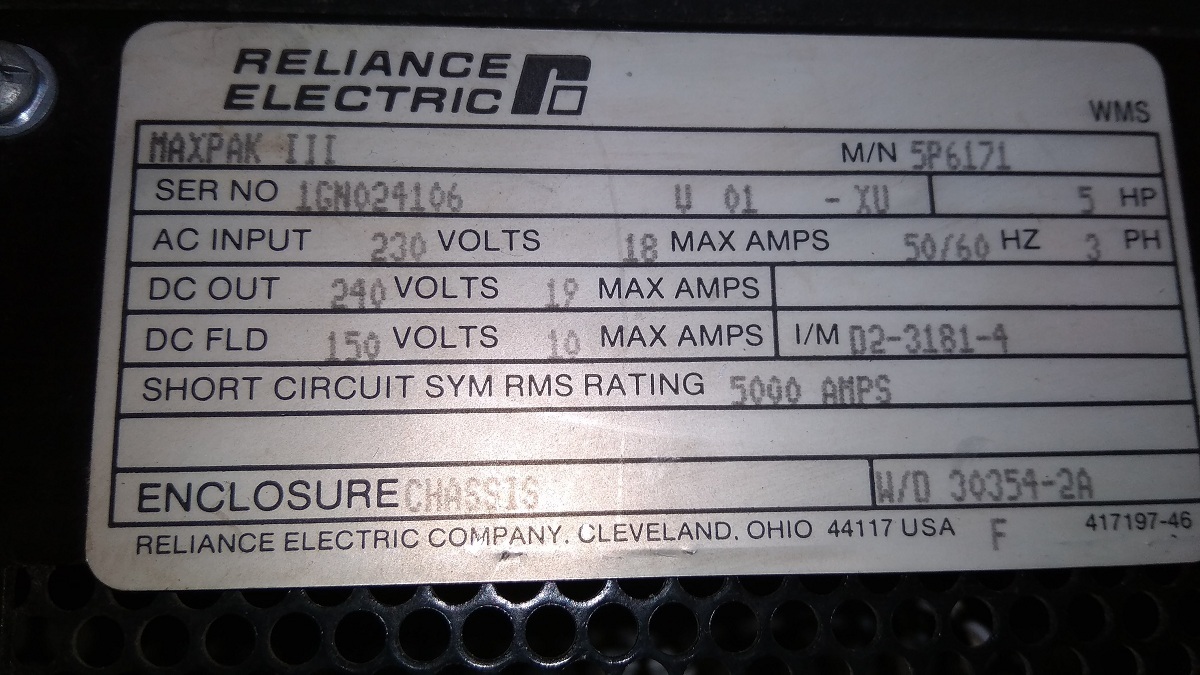 RELIANCE
ELECTRIC
WMS
MAXPAK III M/N 5P6171
SER NO 1GN024106 U 01 - XU 5 HP
AC INPUT 230 VOLTS 18 MAX AMPS 50/60 HZ 3 PH
DC OUT 240 VOLTS 19 MAX AMPS
DC FLD 150 VOLTS 10 MAX AMPS I/M D2-3181-4
SHORT CIRCUIT SYM RMS RATING 5000 AMPS
ENCLOSURE CHASSIS W/D 30354-2A
RELIANCE ELECTRIC COMPANY. CLEVELAND. OHIO 44117 USA F 417197-46